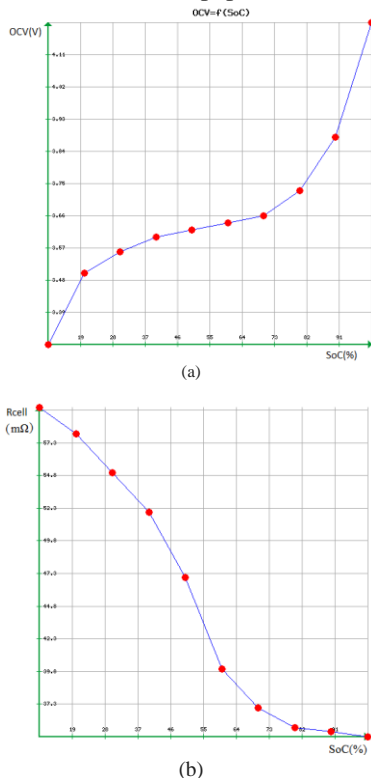 OCV=f(SoC)
OCV(V)
4.11
4.02
3.93
3.84
3.76
3.66
3.57
3.48
3.39
19 28 37 46 55 64 73 82 91
SoC(%)
(a)
Rcell
(mΩ)
57.3
54.8
52.3
49.8
47.3
44.8
42.3
39.8
37.3
19 28 37 46 55 64 73 82 91
SoC(%)
(b)